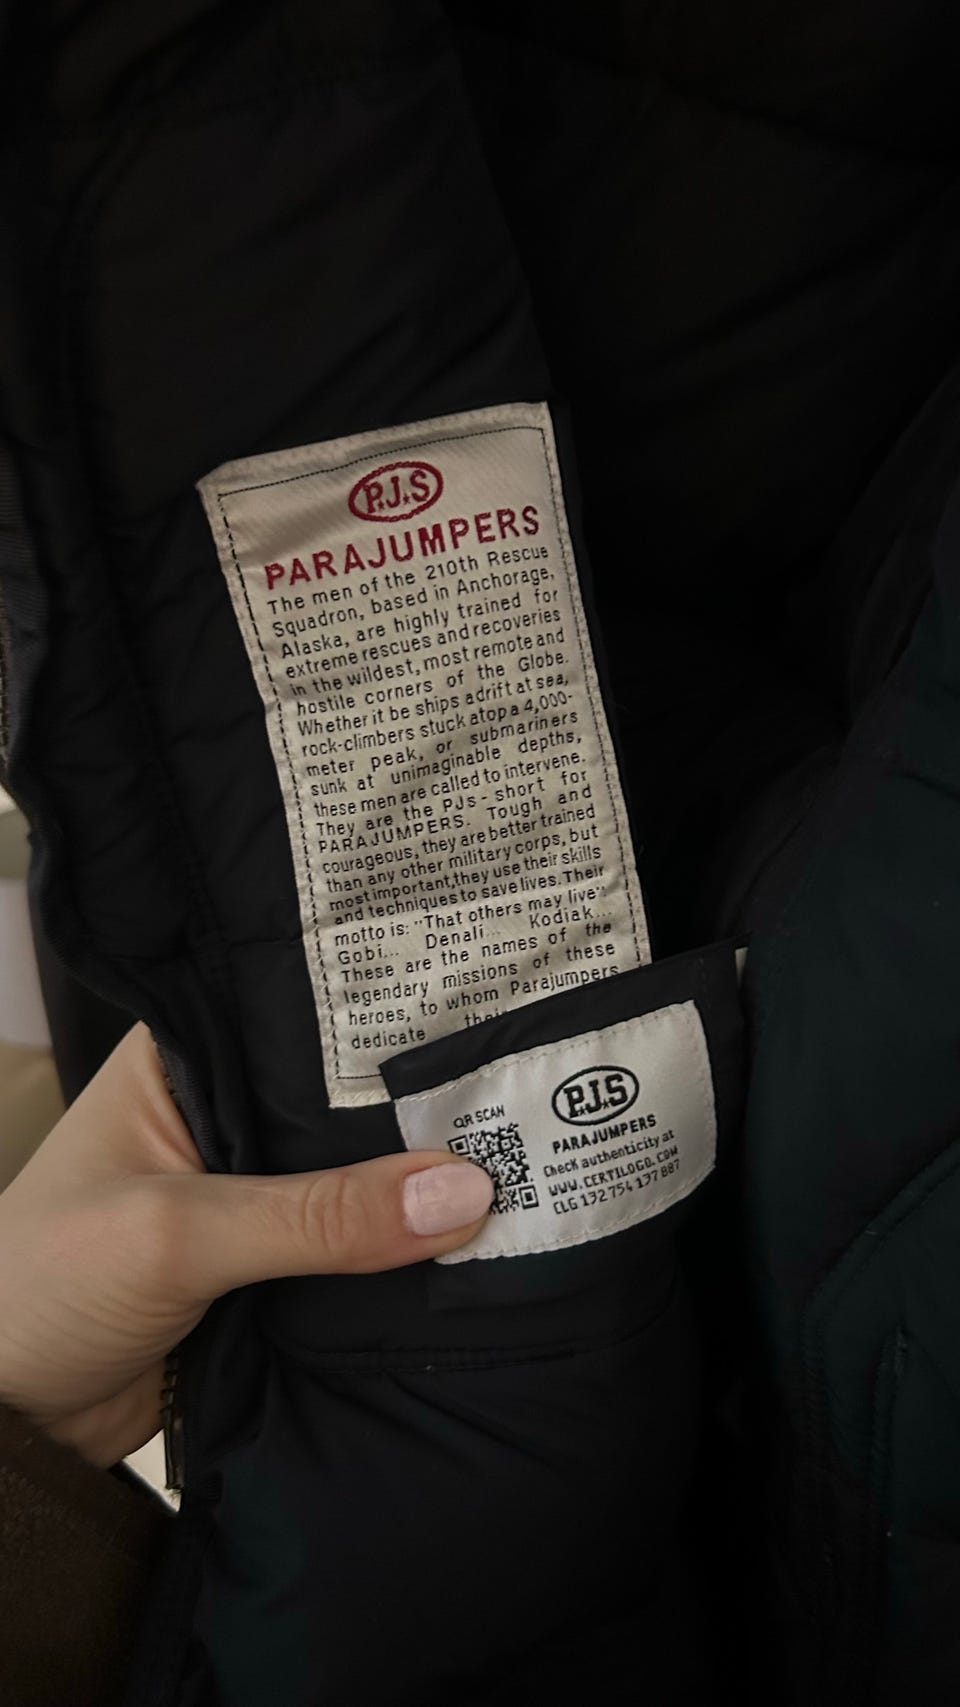 P.J.S
PARAJUMPERS
The men of the 210th Rescue
Squadron, based in Anchorage,
Alaska, are highly trained for
extreme rescues and recoveries
in the wildest, most remote and
hostile corners of the Globe.
Whether it be ships adrift at sea,
rock-climbers stuck atop a 4,000-
meter peak, or submariners
sunk at unimaginable depths,
these men are called to intervene.
They are the PJs - short for
PARAJUMPERS. Tough and
courageous, they are better trained
than any other military corps, but
most important,they use their skills
and techniques to save lives. Their
motto is: "That others may live".
Gobi... Denali... Kodiak...
These are the names of the
legendary missions of these
heroes, to whom Parajumpers
dedicate their
QR SCAN
P.J.S
PARAJUMPERS
Check authenticity at
WWW.CERTILOGO.COM
CLG 132 754 137 887